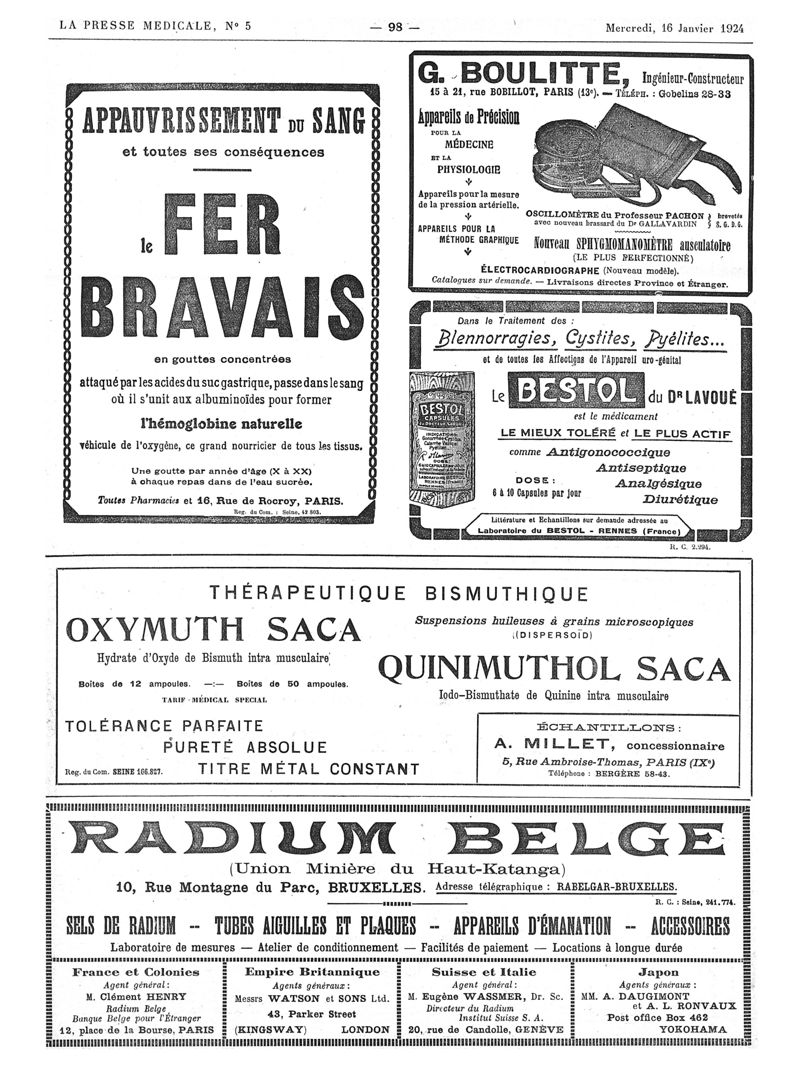 LA PRESSE MEDICALE, N° 5
— 98 —
Mercredi, 16 Janvier 1924
APPAUVRISSEMENT DU SANG
et toutes ses conséquences
le FER
BRAVAIS
en gouttes concentrées
attaqué par les acides du suc gastrique, passe dans le sang
où il s'unit aux albuminoïdes pour former
l'hémoglobine naturelle
véhicule de l'oxygène, ce grand nourricier de tous les tissus.
Une goutte par année d'âge (X à XX)
à chaque repas dans de l'eau sucrée.
Toutes Pharmacies et 16, Rue de Rocroy, PARIS.
Reg. du Com. : Seine, 42 803.
G. BOULITTE, Ingénieur-Constructeur
15 à 21, rue BOBILLOT, PARIS (13e). — TÉLÉPH. : Gobelins 28-33
Appareils de Précision
POUR LA
MÉDECINE
ET LA
PHYSIOLOGIE
Appareils pour la mesure
de la pression artérielle.
APPAREILS POUR LA
MÉTHODE GRAPHIQUE
OSCILLOMÈTRE du Professeur PACHON } brevetés
avec nouveau brassard du Dr GALLAVARDIN } S. G. D. G.
Nouveau SPHYGMOMANOMÈTRE ausculatoire
(LE PLUS PERFECTIONNÉ)
ÉLECTROCARDIOGRAPHE (Nouveau modèle).
Catalogues sur demande. — Livraisons directes Province et Étranger.
Dans le Traitement des :
Blennorragies, Cystites, Pyélites...
et de toutes les Affections de l'Appareil uro-génital
Le BESTOL du DR LAVOUÉ
est le médicament
LE MIEUX TOLÉRÉ et LE PLUS ACTIF
comme Antigonococcique
Antiseptique
Analgésique
Diurétique
DOSE :
6 à 10 Capsules par jour
BESTOL
CAPSULES
INDICATIONS
Littérature et Echantillons sur demande adressée au
Laboratoire du BESTOL - RENNES (France)
R. C. 2.294.
THÉRAPEUTIQUE BISMUTHIQUE
OXYMUTH SACA
Hydrate d'Oxyde de Bismuth intra musculaire
Boîtes de 12 ampoules. —:— Boîtes de 50 ampoules.
TARIF MÉDICAL SPECIAL
Suspensions huileuses à grains microscopiques
(DISPERSOÏD)
QUINIMUTHOL SACA
Iodo-Bismuthate de Quinine intra musculaire
TOLÉRANCE PARFAITE
PURETÉ ABSOLUE
Reg. du Com. SEINE 166.827.
TITRE MÉTAL CONSTANT
ÉCHANTILLONS :
A. MILLET, concessionnaire
5, Rue Ambroise-Thomas, PARIS (IXe)
Téléphone : BERGÈRE 58-43.
RADIUM BELGE
(Union Minière du Haut-Katanga)
10, Rue Montagne du Parc, BRUXELLES. Adresse télégraphique : RABELGAR-BRUXELLES.
R. C. : Seine, 241.774.
SELS DE RADIUM -- TUBES AIGUILLES ET PLAQUES -- APPAREILS D'ÉMANATION -- ACCESSOIRES
Laboratoire de mesures — Atelier de conditionnement — Facilités de paiement — Locations à longue durée
France et Colonies
Agent général :
M. Clément HENRY
Radium Belge
Banque Belge pour l'Étranger
12, place de la Bourse, PARIS
Empire Britannique
Agents généraux :
Messrs WATSON et SONS Ltd.
43, Parker Street
(KINGSWAY) LONDON
Suisse et Italie
Agent général :
M. Eugène WASSMER, Dr. Sc.
Directeur du Radium
Institut Suisse S. A.
20, rue de Candolle, GENÈVE
Japon
Agents généraux :
MM. A. DAUGIMONT
et A. L. RONVAUX
Post office Box 462
YOKOHAMA